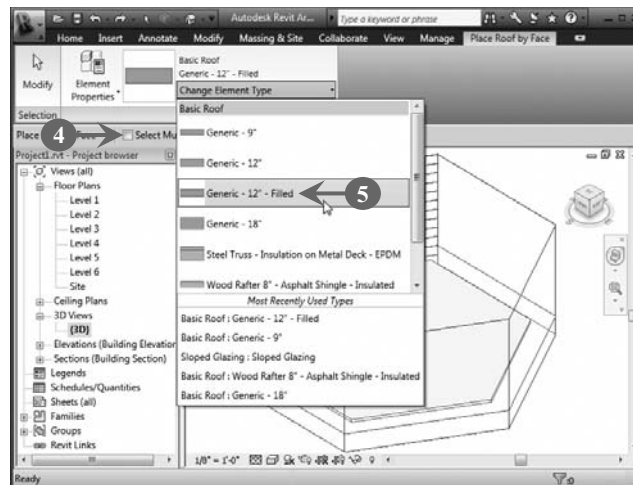 Autodesk Revit Ar...
Type a keyword or phrase
Home Insert Annotate Modify Massing & Site Collaborate View Manage Place Roof by Face
Modify
Element Properties
Basic Roof
Generic - 12" - Filled
Change Element Type
Selection
Place
4
Select Mu
Project1.rvt - Project browser
Views (all)
Floor Plans
Level 1
Level 2
Level 3
Level 4
Level 5
Level 6
Site
Ceiling Plans
3D Views
{3D}
Elevations (Building Elevation
Sections (Building Section)
Legends
Schedules/Quantities
Sheets (all)
Families
Groups
Revit Links
Basic Roof
Generic - 9"
Generic - 12"
Generic - 12" - Filled
5
Generic - 18"
Steel Truss - Insulation on Metal Deck - EPDM
Wood Rafter 8" - Asphalt Shingle - Insulated
Most Recently Used Types
Basic Roof : Generic - 12" - Filled
Basic Roof : Generic - 9"
Sloped Glazing : Sloped Glazing
Basic Roof : Wood Rafter 8" - Asphalt Shingle - Insulated
Basic Roof : Generic - 18"
1/8" = 1'-0"
Ready
:0